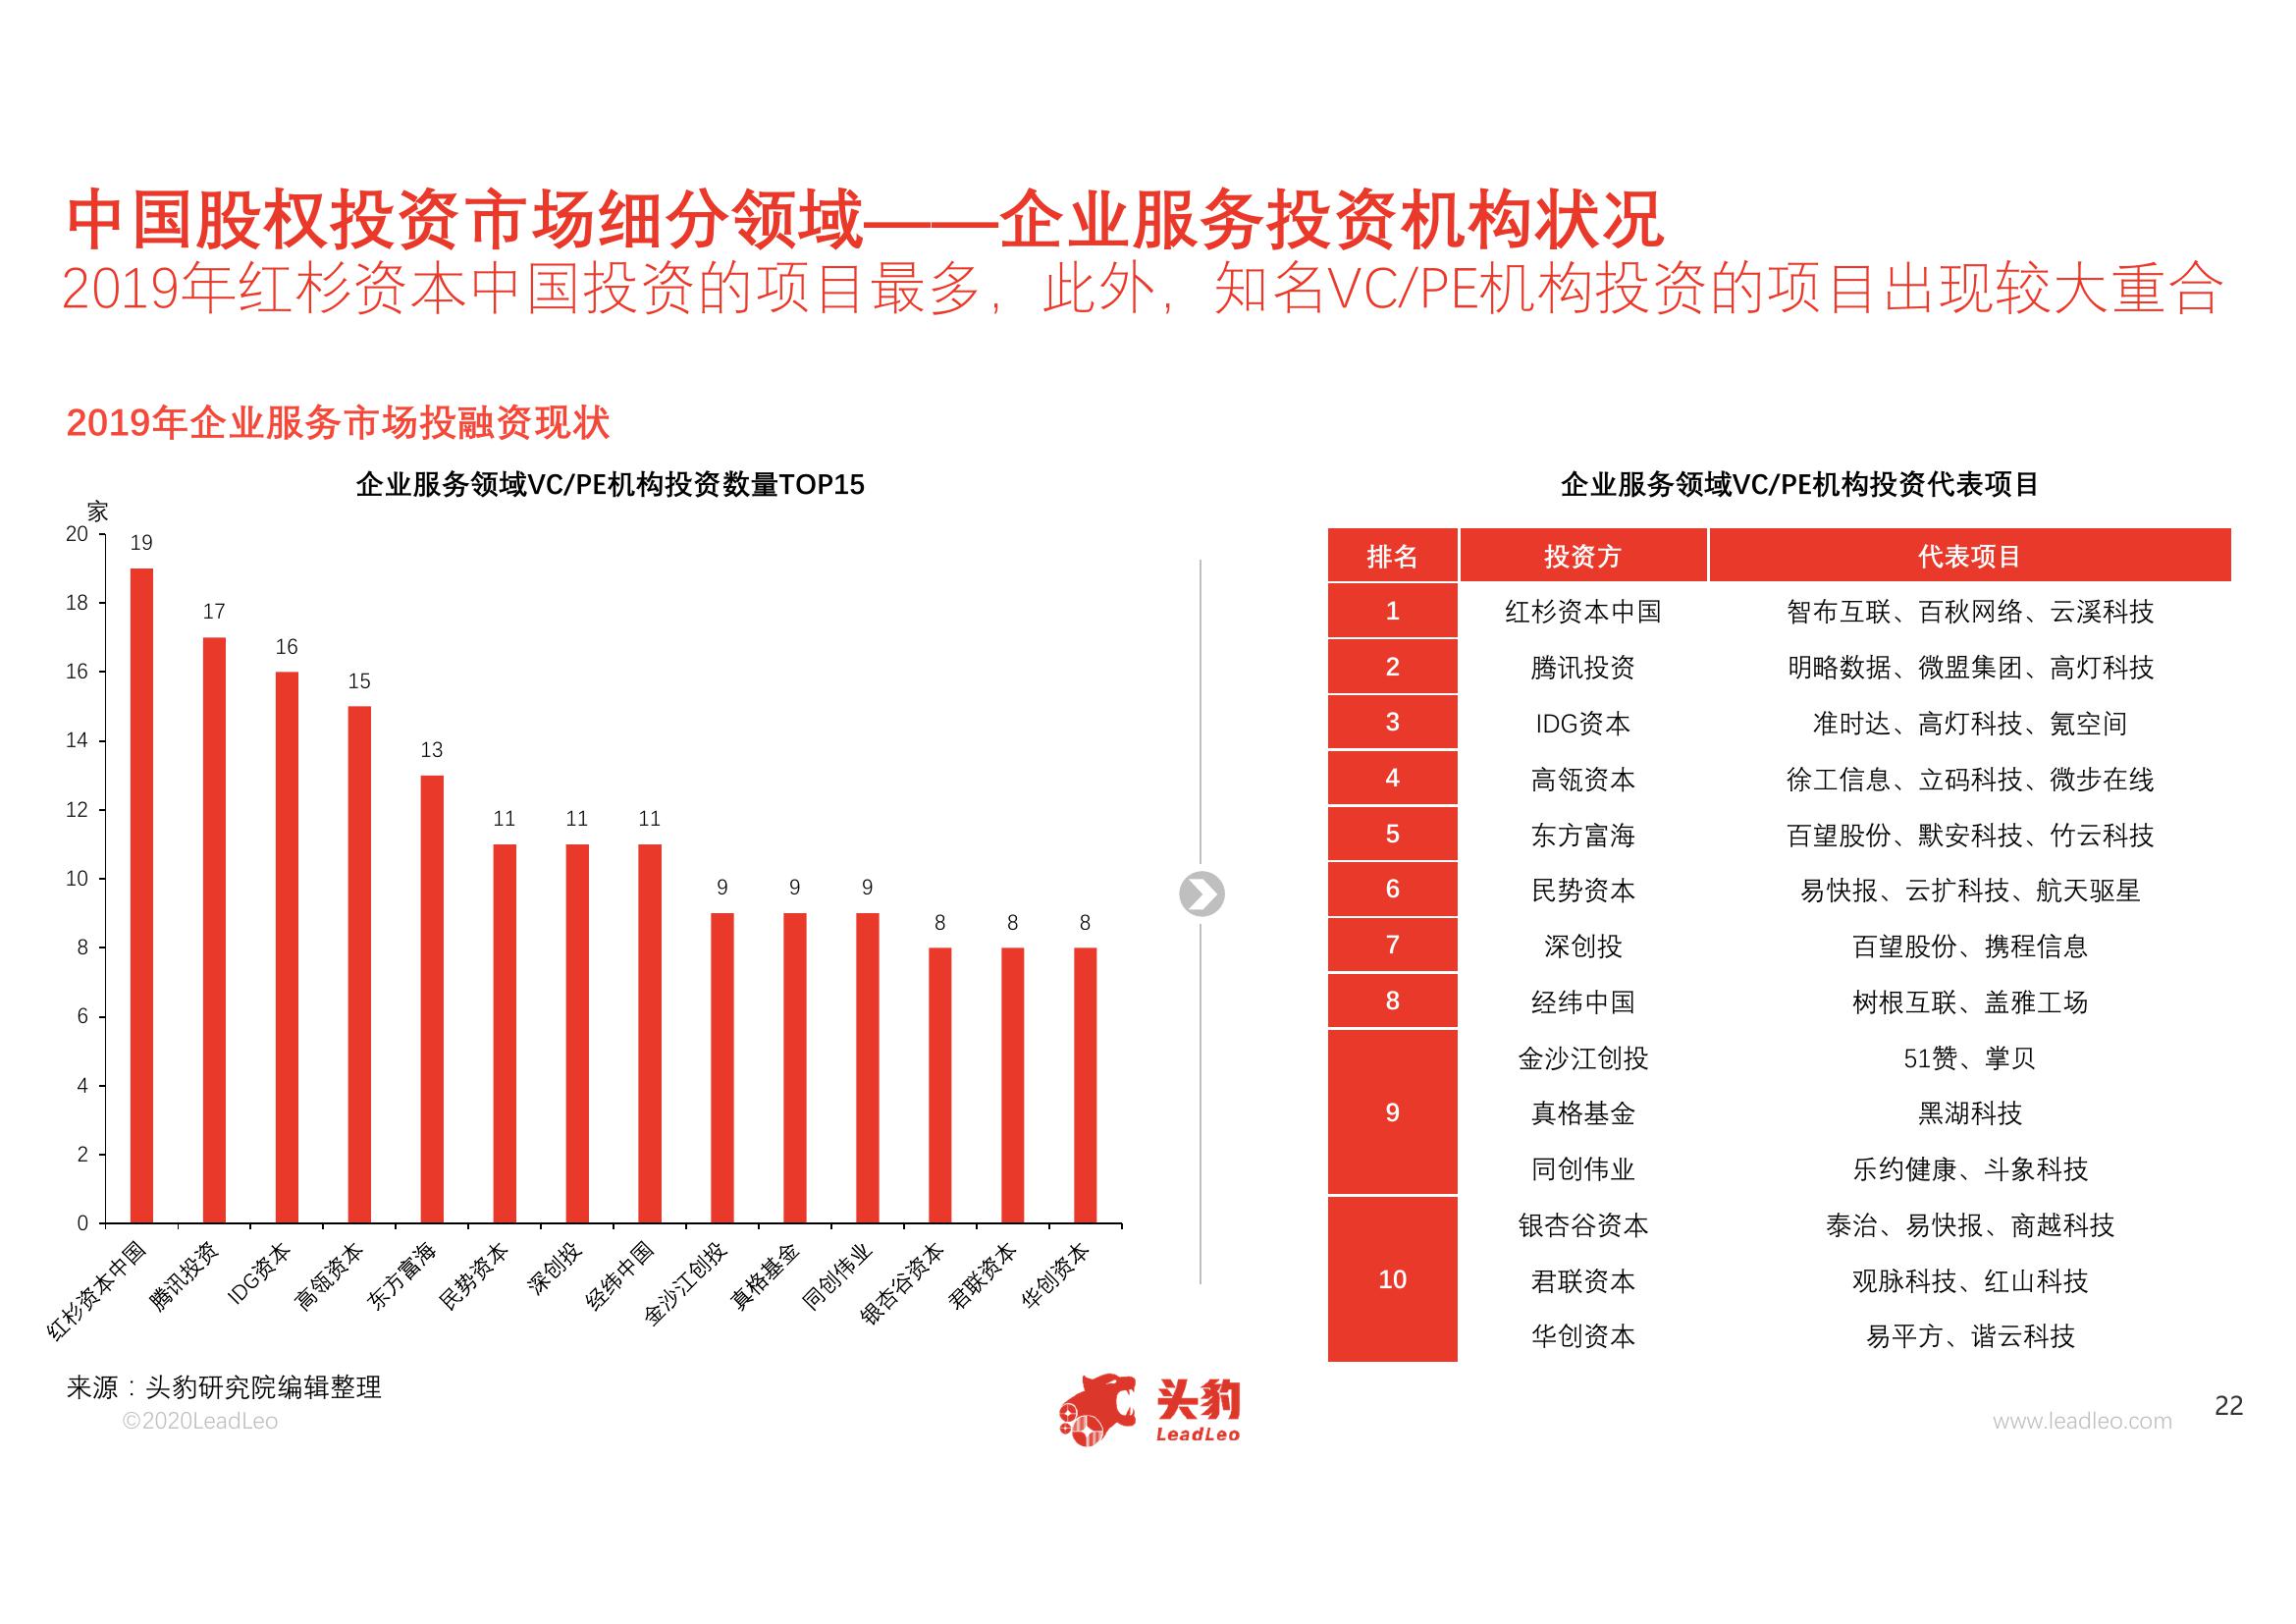 中国股权投资市场细分领域——企业服务投资机构状况
2019年红杉资本中国投资的项目最多，此外，知名VC/PE机构投资的项目出现较大重合
2019年企业服务市场投融资现状
企业服务领域VC/PE机构投资数量TOP15
家
20
18
16
14
12
10
8
6
4
2
0
19
17
16
15
13
11
11
11
9
9
9
8
8
8
红杉资本中国
腾讯投资
IDG资本
高瓴资本
东方富海
民势资本
深创投
经纬中国
金沙江创投
真格基金
同创伟业
银杏谷资本
君联资本
华创资本
企业服务领域VC/PE机构投资代表项目
排名 投资方 代表项目
1 红杉资本中国 智布互联、百秋网络、云溪科技
2 腾讯投资 明略数据、微盟集团、高灯科技
3 IDG资本 准时达、高灯科技、氪空间
4 高瓴资本 徐工信息、立码科技、微步在线
5 东方富海 百望股份、默安科技、竹云科技
6 民势资本 易快报、云扩科技、航天驱星
7 深创投 百望股份、携程信息
8 经纬中国 树根互联、盖雅工场
金沙江创投 51赞、掌贝
9 真格基金 黑湖科技
同创伟业 乐约健康、斗象科技
银杏谷资本 泰治、易快报、商越科技
10 君联资本 观脉科技、红山科技
华创资本 易平方、谐云科技
来源：头豹研究院编辑整理
©2020LeadLeo
头豹
LeadLeo
www.leadleo.com
22